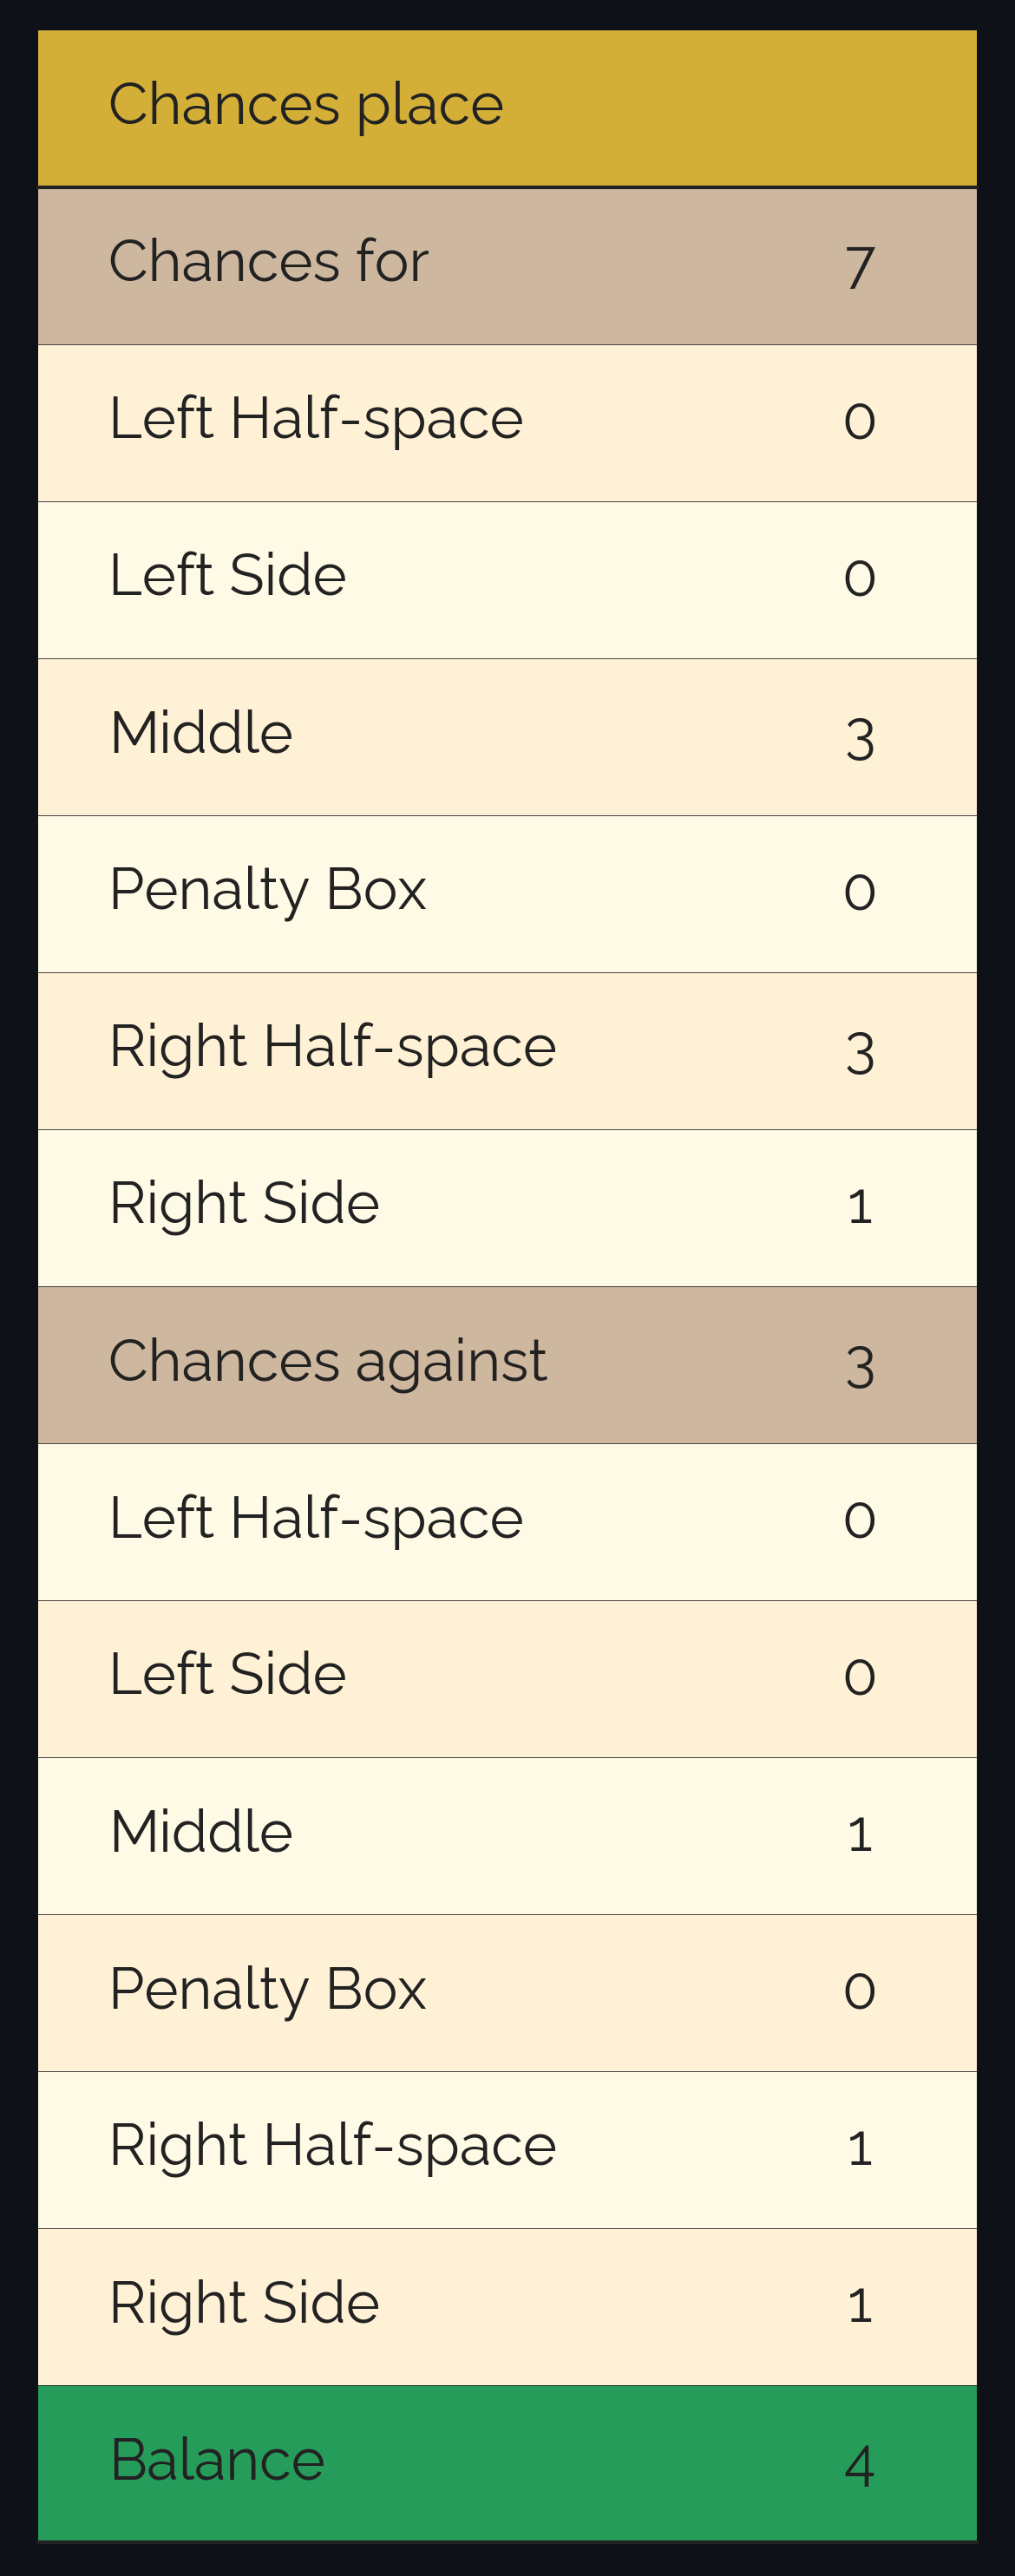 Chances place
Chances for 7
Left Half-space 0
Left Side 0
Middle 3
Penalty Box 0
Right Half-space 3
Right Side 1
Chances against 3
Left Half-space 0
Left Side 0
Middle 1
Penalty Box 0
Right Half-space 1
Right Side 1
Balance 4